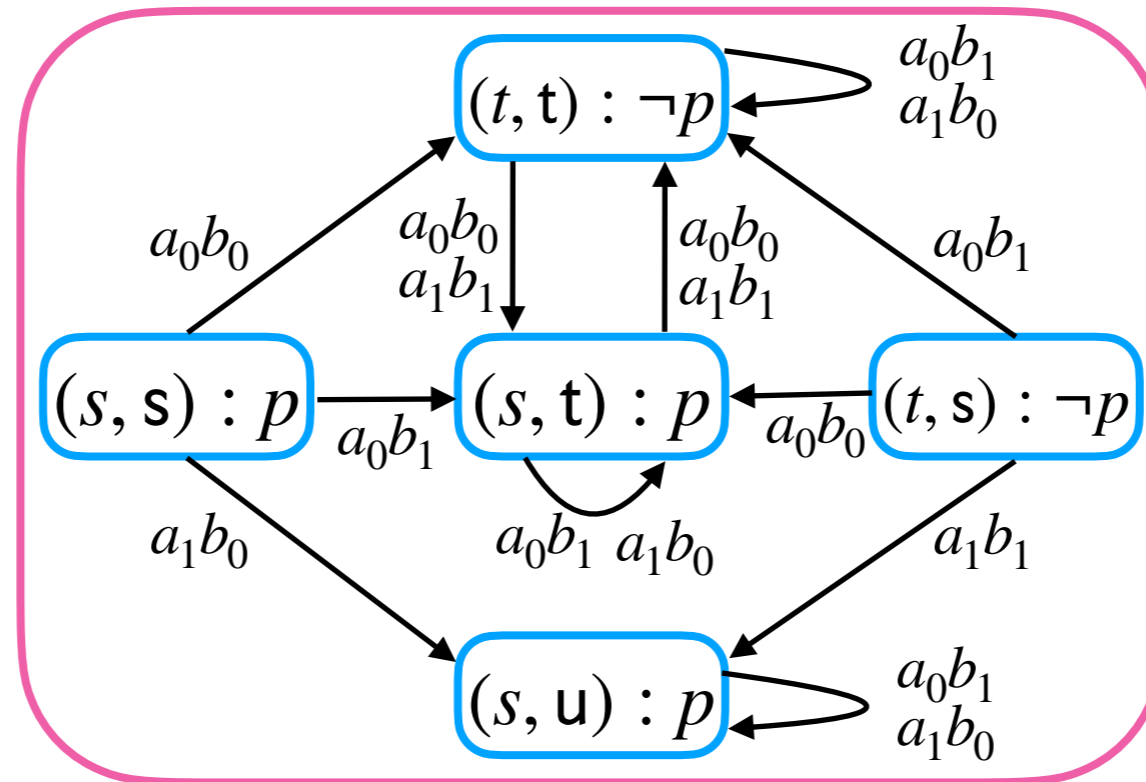 (t, t) : ¬p
a₀b₁
a₁b₀
a₀b₀
a₀b₀
a₁b₁
a₀b₀
a₁b₁
a₀b₁
(s, s) : p
a₀b₁
(s, t) : p
a₀b₀
(t, s) : ¬p
a₁b₀
a₀b₁ a₁b₀
a₁b₁
(s, u) : p
a₀b₁
a₁b₀